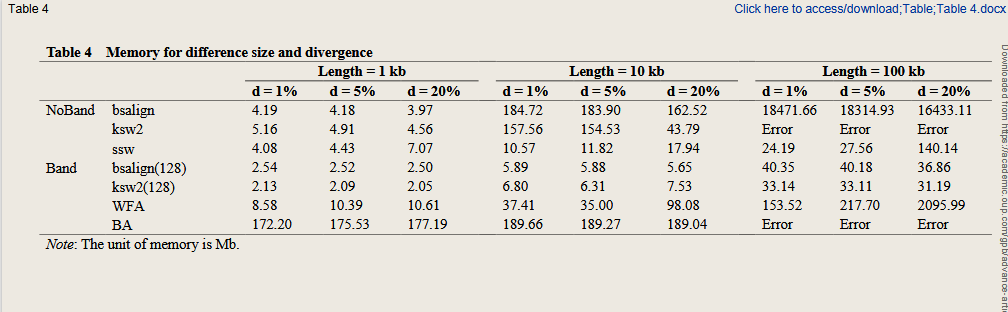 Table 4
Click here to access/download;Table;Table 4.docx
Table 4 Memory for difference size and divergence
Length = 1 kb Length = 10 kb Length = 100 kb
d = 1% d = 5% d = 20% d = 1% d = 5% d = 20% d = 1% d = 5% d = 20%
NoBand bsalign 4.19 4.18 3.97 184.72 183.90 162.52 18471.66 18314.93 16433.11
ksw2 5.16 4.91 4.56 157.56 154.53 43.79 Error Error Error
ssw 4.08 4.43 7.07 10.57 11.82 17.94 24.19 27.56 140.14
Band bsalign(128) 2.54 2.52 2.50 5.89 5.88 5.65 40.35 40.18 36.86
ksw2(128) 2.13 2.09 2.05 6.80 6.31 7.53 33.14 33.11 31.19
WFA 8.58 10.39 10.61 37.41 35.00 98.08 153.52 217.70 2095.99
BA 172.20 175.53 177.19 189.66 189.27 189.04 Error Error Error
Note: The unit of memory is Mb.
Downloaded from https://academic.oup.com/gpb/advance-arti